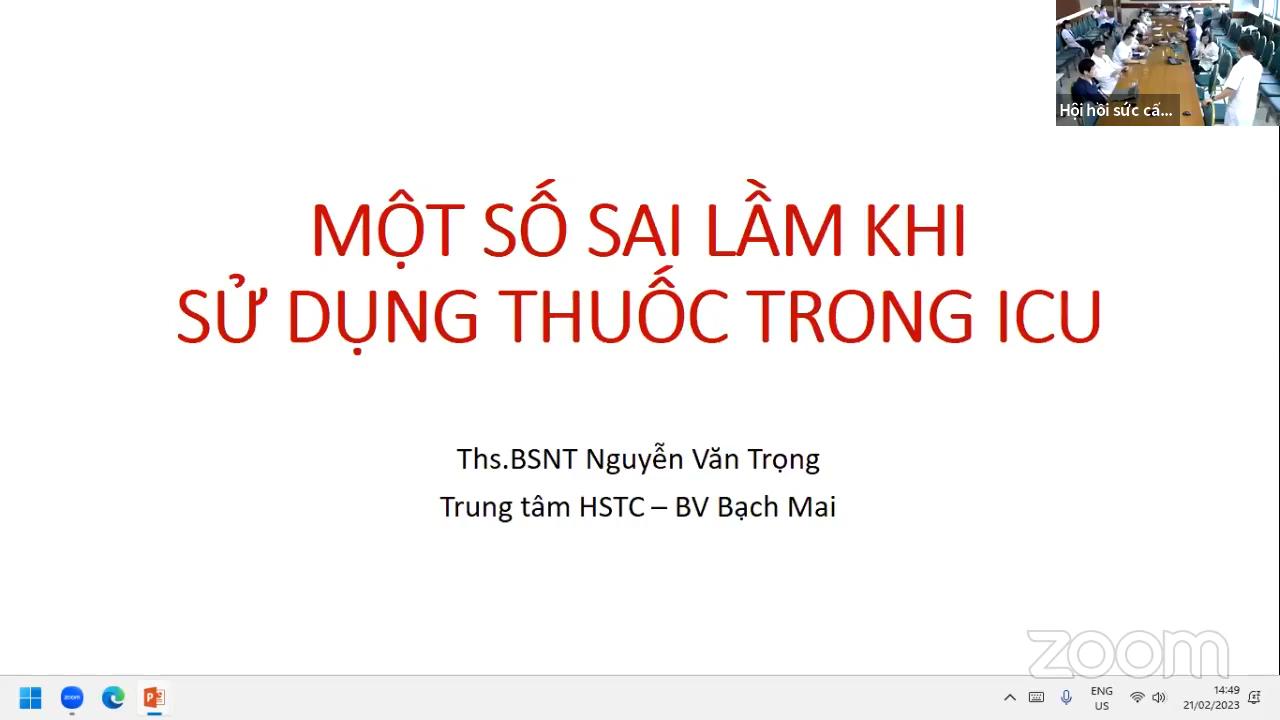 Hội hồi sức cấ...
MỘT SỐ SAI LẦM KHI
SỬ DỤNG THUỐC TRONG ICU
Ths.BSNT Nguyễn Văn Trọng
Trung tâm HSTC – BV Bạch Mai
zoom
zoom
ENG
US
14:49
21/02/2023